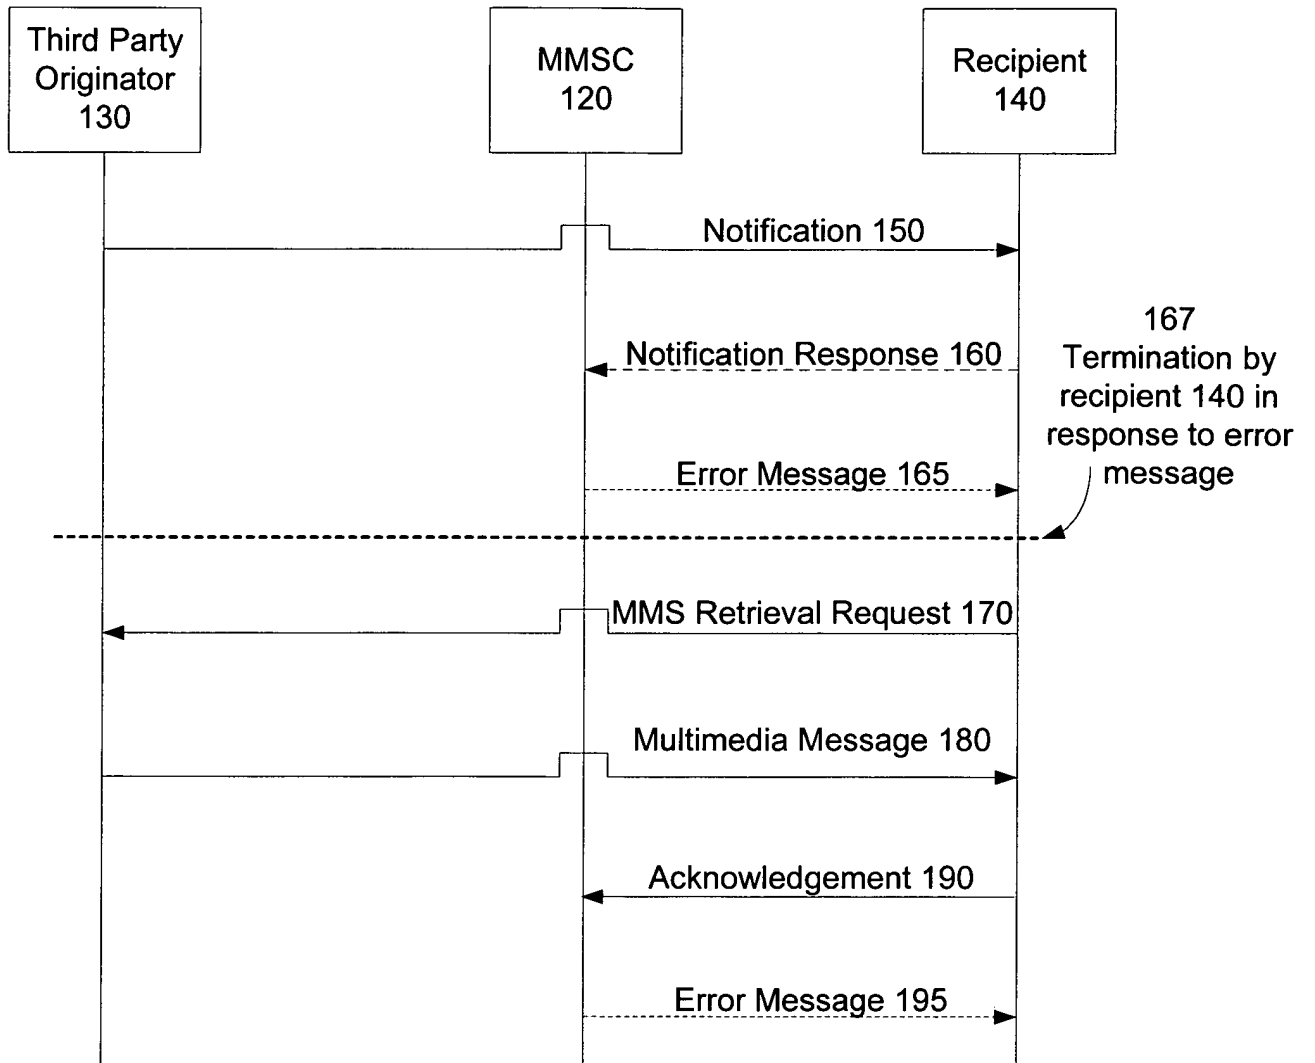 Third Party
Originator
130
MMSC
120
Recipient
140
Notification 150
Notification Response 160
167
Termination by
recipient 140 in
response to error
message
Error Message 165
MMS Retrieval Request 170
Multimedia Message 180
Acknowledgement 190
Error Message 195